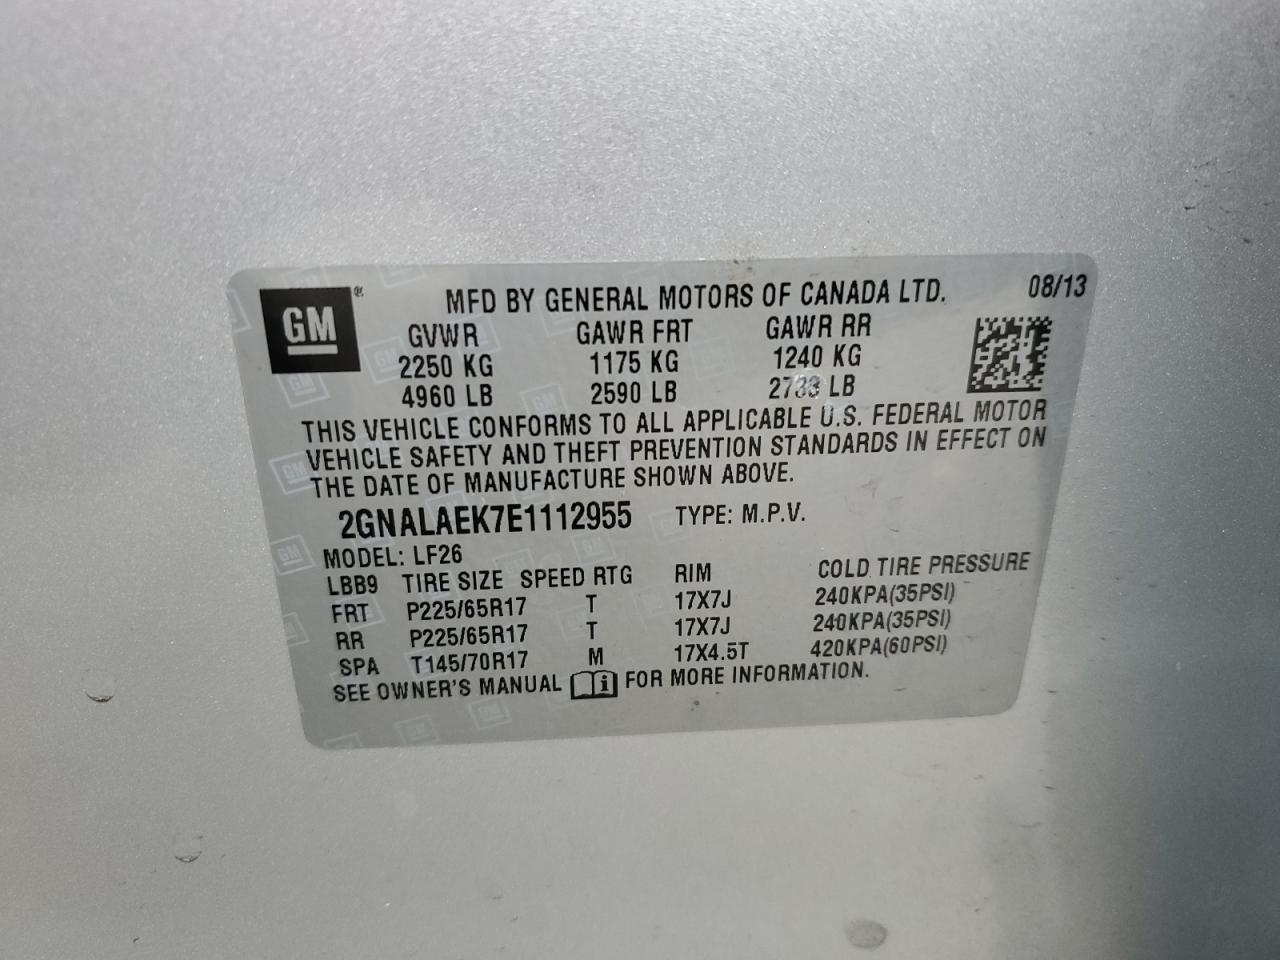 GM ®
MFD BY GENERAL MOTORS OF CANADA LTD. 08/13
GVWR GAWR FRT GAWR RR
2250 KG 1175 KG 1240 KG
4960 LB 2590 LB 2733 LB
THIS VEHICLE CONFORMS TO ALL APPLICABLE U.S. FEDERAL MOTOR
VEHICLE SAFETY AND THEFT PREVENTION STANDARDS IN EFFECT ON
THE DATE OF MANUFACTURE SHOWN ABOVE.
2GNALAEK7E1112955 TYPE: M.P.V.
MODEL: LF26
LBB9 TIRE SIZE SPEED RTG RIM COLD TIRE PRESSURE
FRT P225/65R17 T 17X7J 240KPA(35PSI)
RR P225/65R17 T 17X7J 240KPA(35PSI)
SPA T145/70R17 M 17X4.5T 420KPA(60PSI)
SEE OWNER'S MANUAL FOR MORE INFORMATION.